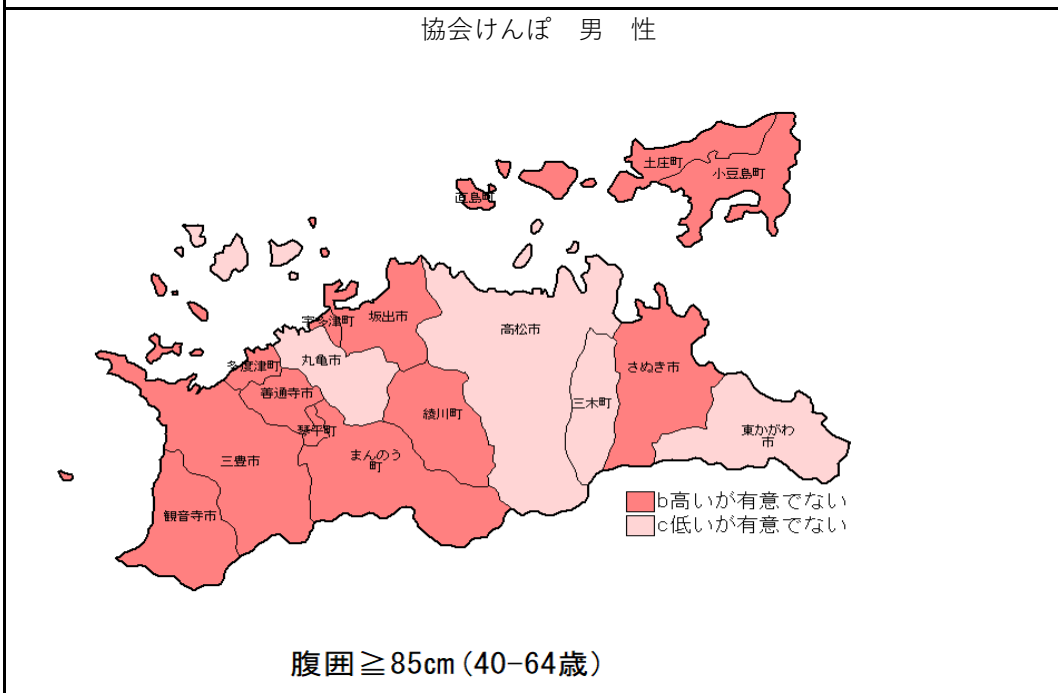 協会けんぽ 男 性
土庄町
小豆島町
直島町
宇多津町
坂出市
高松市
丸亀市
多度津町
さぬき市
善通寺市
三木町
綾川町
琴平町
東かがわ
市
まんのう
町
三豊市
観音寺市
b高いが有意でない
c低いが有意でない
腹囲≧85cm(40-64歳)